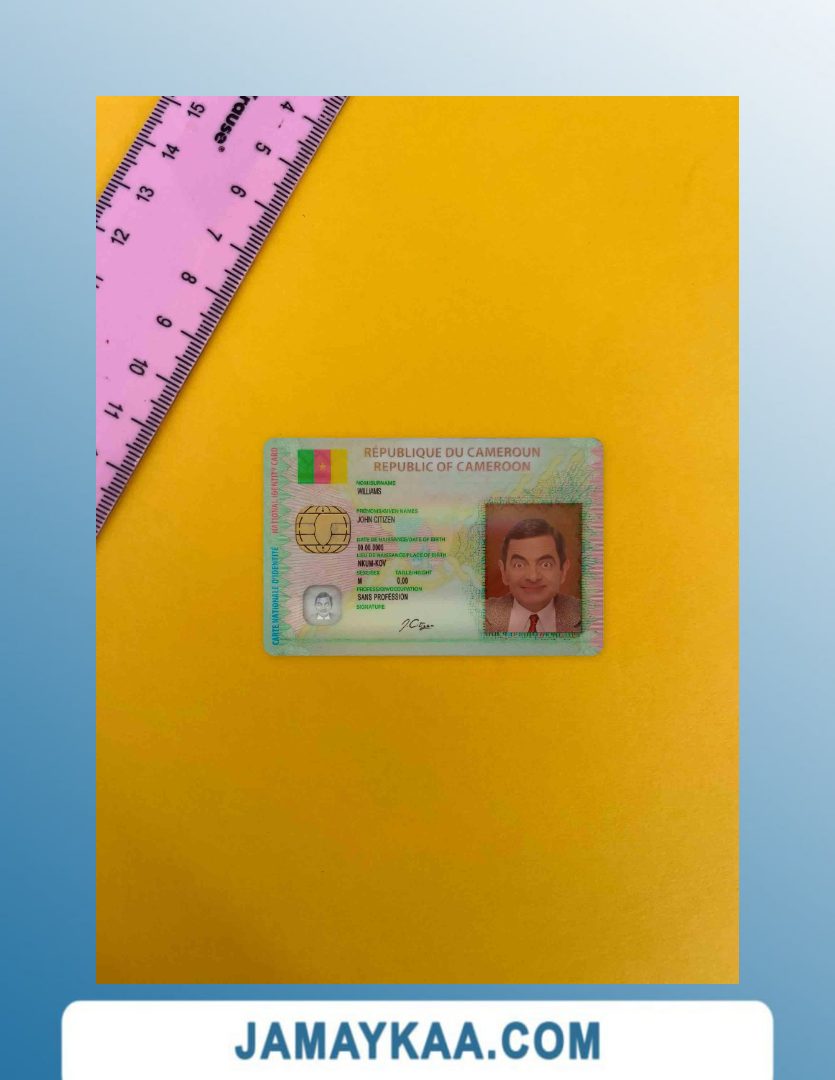 15
14
13
12
11
10
9
8
7
6
5
4
rause®
RÉPUBLIQUE DU CAMEROUN
REPUBLIC OF CAMEROON
CARTE NATIONALE D'IDENTITÉ NATIONAL IDENTITY CARD
NOM/SURNAME
WILLIAMS
PRÉNOMS/GIVEN NAMES
JOHN CITIZEN
DATE DE NAISSANCE/DATE OF BIRTH
00.00.0000
LIEU DE NAISSANCE/PLACE OF BIRTH
NKUM-KOV
SEXE/SEX TAILLE/HEIGHT
M 0,00
PROFESSION/OCCUPATION
SANS PROFESSION
SIGNATURE
JAMAYKAA.COM